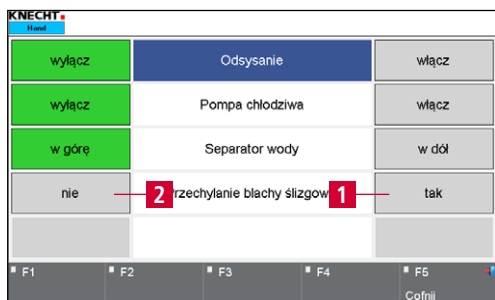 KNECHT
Hand
wyłącz Odsysanie włącz
wyłącz Pompa chłodziwa włącz
w górę Separator wody w dół
nie 2 rzechylanie blachy ślizgow 1 tak
F1 F2 F3 F4 F5
Cofnij